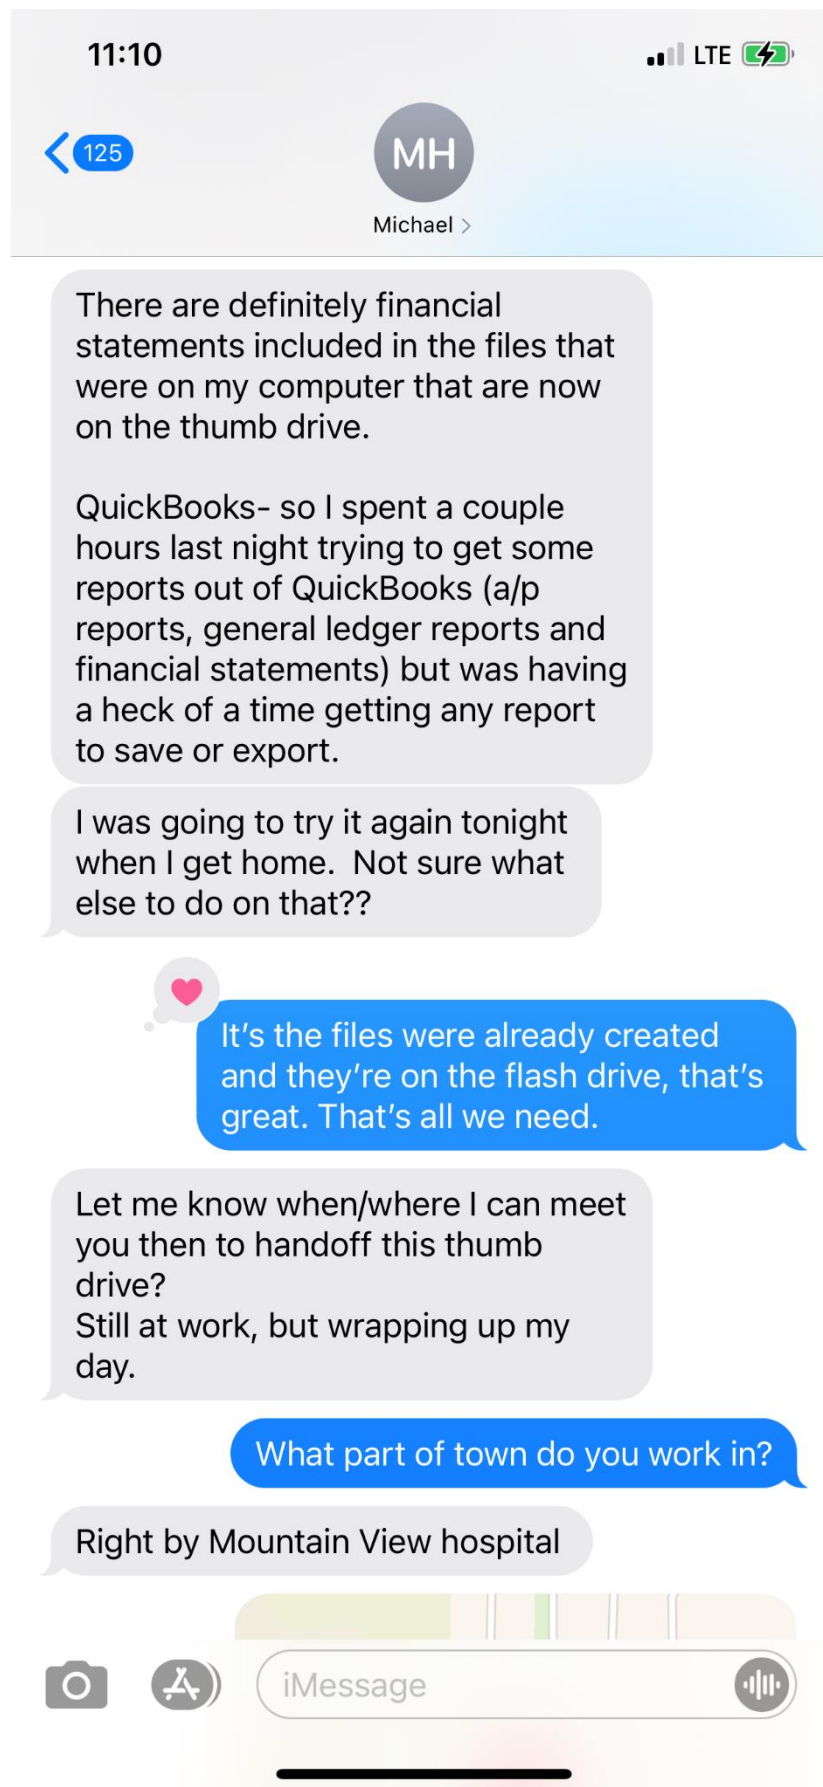 11:10
LTE
125
MH
Michael >
There are definitely financial
statements included in the files that
were on my computer that are now
on the thumb drive.
QuickBooks- so I spent a couple
hours last night trying to get some
reports out of QuickBooks (a/p
reports, general ledger reports and
financial statements) but was having
a heck of a time getting any report
to save or export.
I was going to try it again tonight
when I get home.  Not sure what
else to do on that??
It’s the files were already created
and they’re on the flash drive, that’s
great. That’s all we need.
Let me know when/where I can meet
you then to handoff this thumb
drive?
Still at work, but wrapping up my
day.
What part of town do you work in?
Right by Mountain View hospital
iMessage